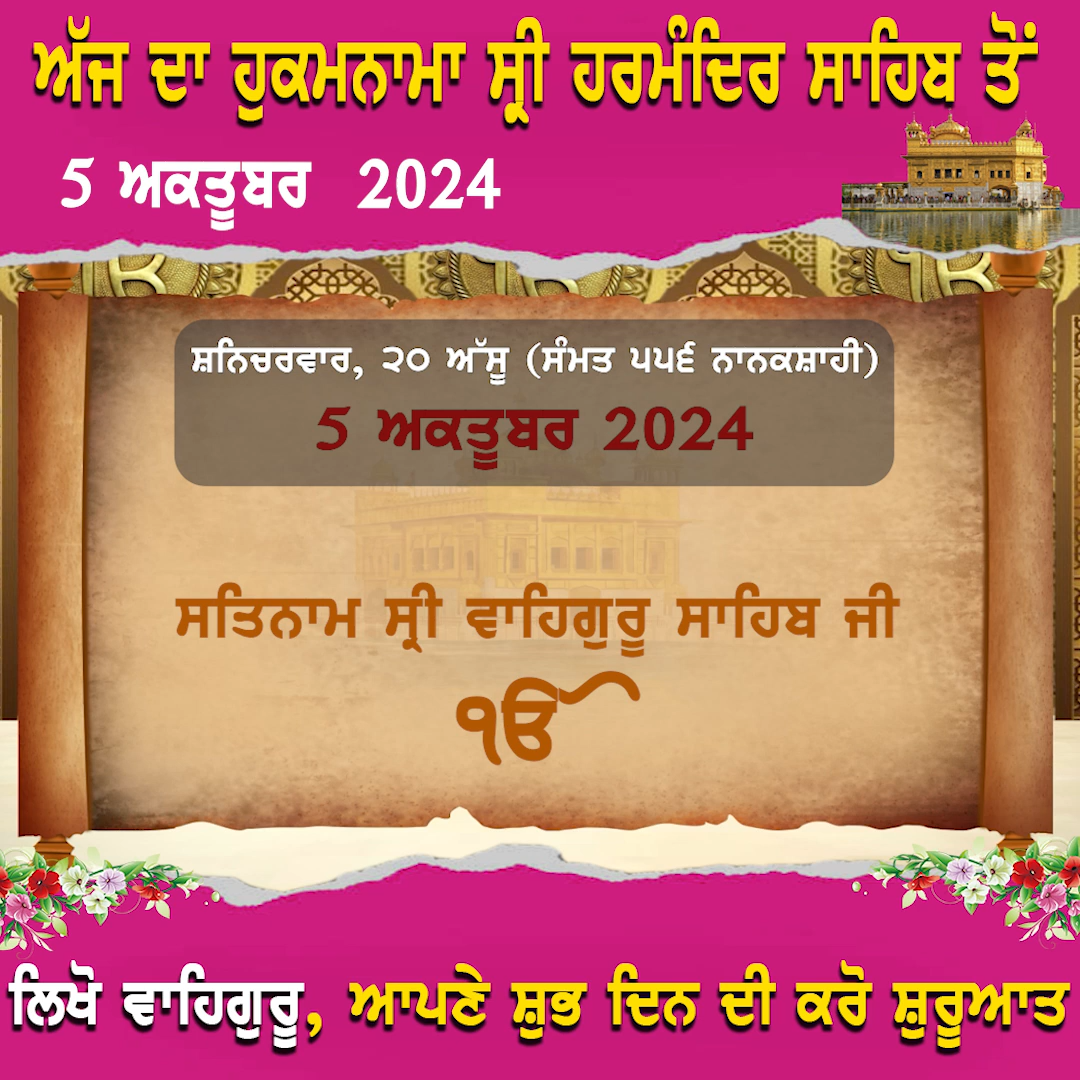 ਅੱਜ ਦਾ ਹੁਕਮਨਾਮਾ ਸ੍ਰੀ ਹਰਮੰਦਿਰ ਸਾਹਿਬ ਤੋਂ
5 ਅਕਤੂਬਰ 2024
ਸ਼ਨਿਚਰਵਾਰ, ੨੦ ਅੱਸੂ (ਸੰਮਤ ੫੫੬ ਨਾਨਕਸ਼ਾਹੀ)
5 ਅਕਤੂਬਰ 2024
ਸਤਿਨਾਮ ਸ੍ਰੀ ਵਾਹਿਗੁਰੂ ਸਾਹਿਬ ਜੀ
ੴ
ਲਿਖੋ ਵਾਹਿਗੁਰੂ, ਆਪਣੇ ਸ਼ੁਭ ਦਿਨ ਦੀ ਕਰੋ ਸ਼ੁਰੂਆਤ